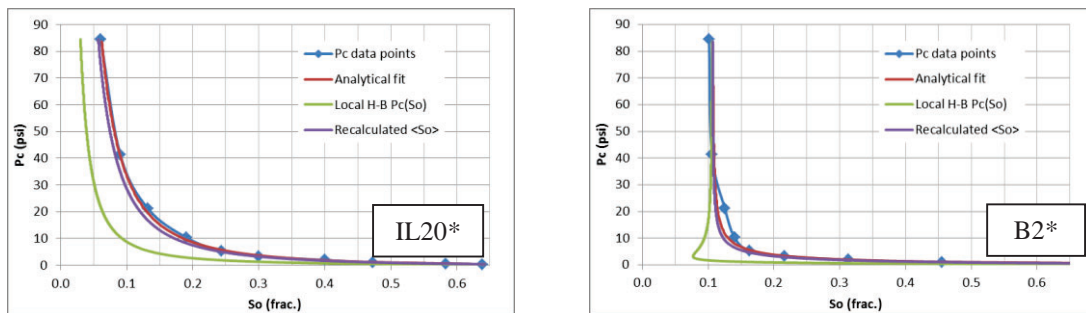 90
80
70
60
50
40
30
20
10
0
Pc (psi)
Pc data points
Analytical fit
Local H-B Pc(So)
Recalculated <So>
IL20*
0.0 0.1 0.2 0.3 0.4 0.5 0.6
So (frac.)
90
80
70
60
50
40
30
20
10
0
Pc (psi)
Pc data points
Analytical fit
Local H-B Pc(So)
Recalculated <So>
B2*
0.0 0.1 0.2 0.3 0.4 0.5 0.6
So (frac.)